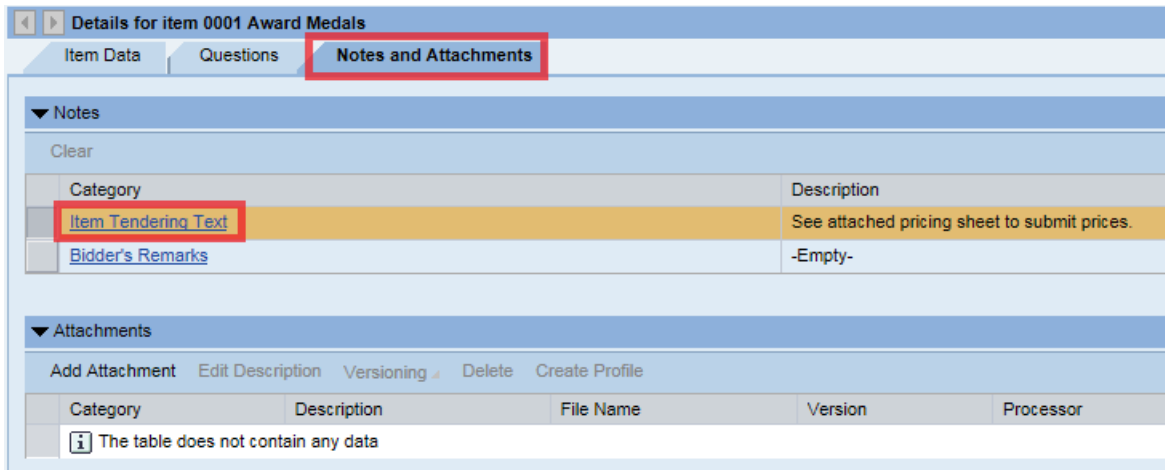 Details for item 0001 Award Medals
Item Data Questions Notes and Attachments
Notes
Clear
Category Description
Item Tendering Text See attached pricing sheet to submit prices.
Bidder's Remarks -Empty-
Attachments
Add Attachment Edit Description Versioning Delete Create Profile
Category Description File Name Version Processor
i The table does not contain any data